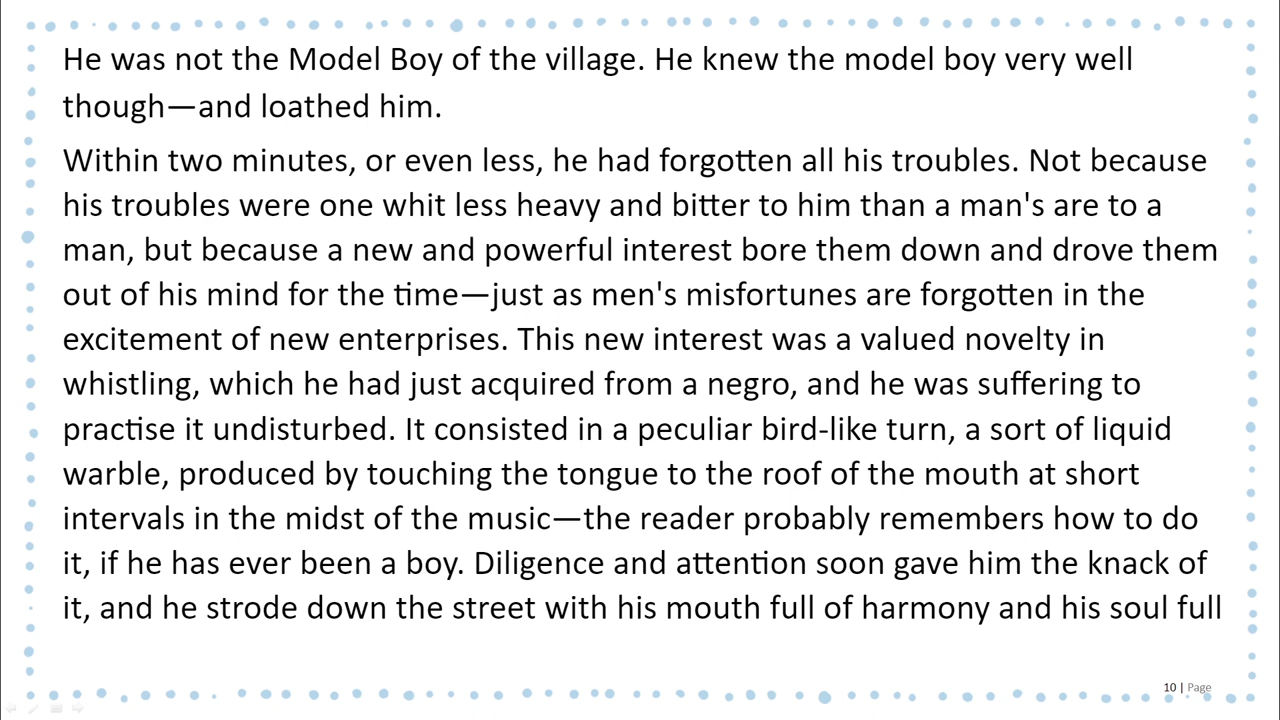 He was not the Model Boy of the village. He knew the model boy very well
though—and loathed him.
Within two minutes, or even less, he had forgotten all his troubles. Not because
his troubles were one whit less heavy and bitter to him than a man's are to a
man, but because a new and powerful interest bore them down and drove them
out of his mind for the time—just as men's misfortunes are forgotten in the
excitement of new enterprises. This new interest was a valued novelty in
whistling, which he had just acquired from a negro, and he was suffering to
practise it undisturbed. It consisted in a peculiar bird-like turn, a sort of liquid
warble, produced by touching the tongue to the roof of the mouth at short
intervals in the midst of the music—the reader probably remembers how to do
it, if he has ever been a boy. Diligence and attention soon gave him the knack of
it, and he strode down the street with his mouth full of harmony and his soul full
10 | Page